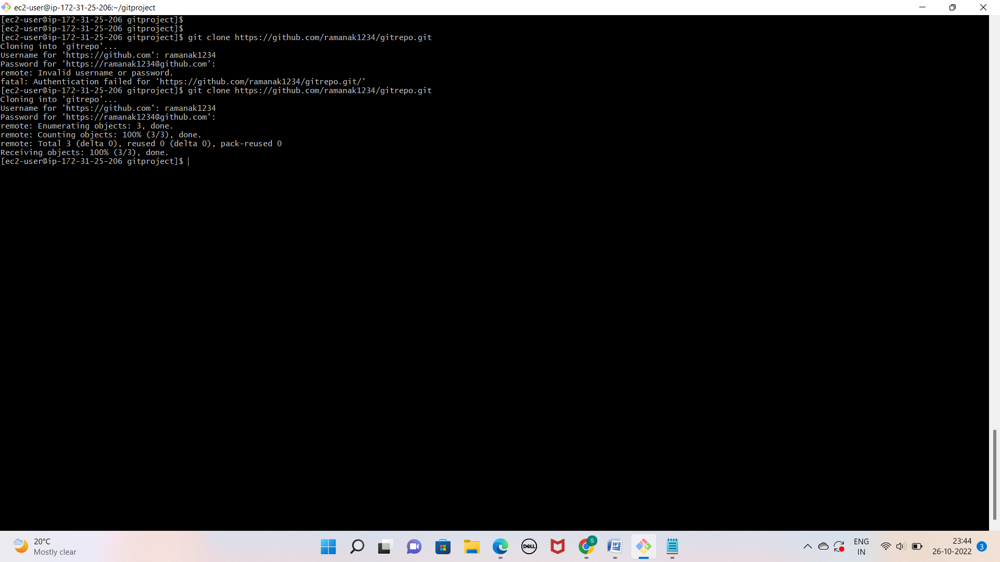 ec2-user@ip-172-31-25-206:~/gitproject
[ec2-user@ip-172-31-25-206 gitproject]$
[ec2-user@ip-172-31-25-206 gitproject]$
[ec2-user@ip-172-31-25-206 gitproject]$ git clone https://github.com/ramanak1234/gitrepo.git
Cloning into 'gitrepo'...
Username for 'https://github.com': ramanak1234
Password for 'https://ramanak1234@github.com':
remote: Invalid username or password.
fatal: Authentication failed for 'https://github.com/ramanak1234/gitrepo.git/'
[ec2-user@ip-172-31-25-206 gitproject]$ git clone https://github.com/ramanak1234/gitrepo.git
Cloning into 'gitrepo'...
Username for 'https://github.com': ramanak1234
Password for 'https://ramanak1234@github.com':
remote: Enumerating objects: 3, done.
remote: Counting objects: 100% (3/3), done.
remote: Total 3 (delta 0), reused 0 (delta 0), pack-reused 0
Receiving objects: 100% (3/3), done.
[ec2-user@ip-172-31-25-206 gitproject]$
20°C
Mostly clear
DELL
S
W
ENG
IN
23:44
26-10-2022
3